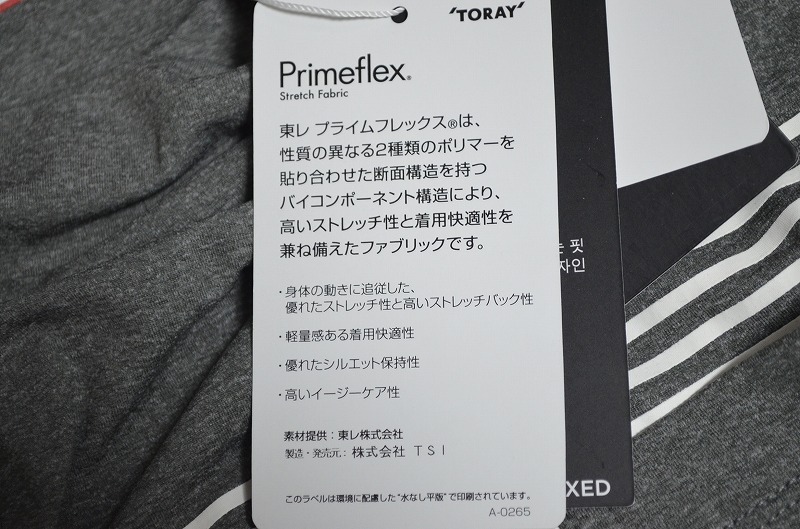 'TORAY'
Primeflex®
Stretch Fabric
東レ プライムフレックス®は、
性質の異なる2種類のポリマーを
貼り合わせた断面構造を持つ
バイコンポーネント構造により、
高いストレッチ性と着用快適性を
兼ね備えたファブリックです。
・身体の動きに追従した、
優れたストレッチ性と高いストレッチバック性
・軽量感ある着用快適性
・優れたシルエット保持性
・高いイージーケア性
素材提供：東レ株式会社
製造・発売元：株式会社 TSI
このラベルは環境に配慮した"水なし平版"で印刷されています。
A-0265
는 핏
자인
XED